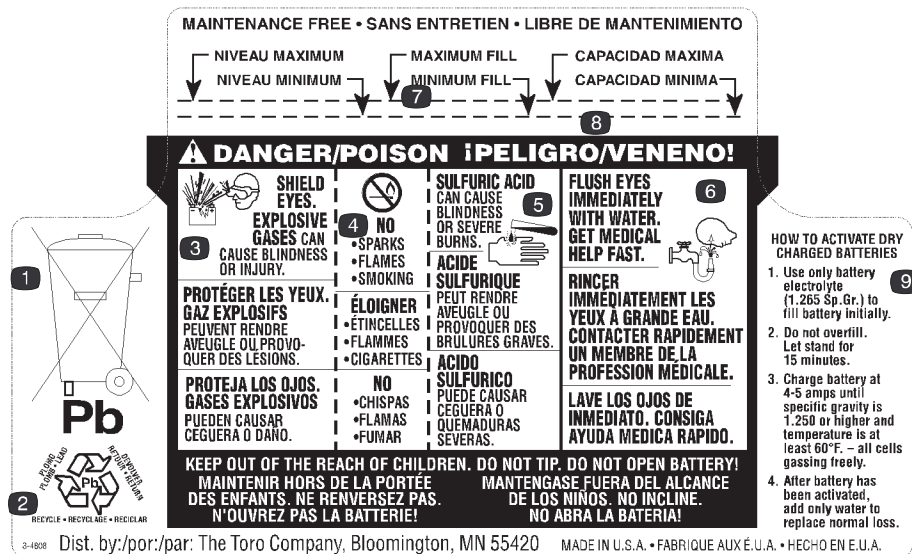 MAINTENANCE FREE • SANS ENTRETIEN • LIBRE DE MANTENIMIENTO
NIVEAU MAXIMUM
MAXIMUM FILL
CAPACIDAD MAXIMA
NIVEAU MINIMUM
MINIMUM FILL
CAPACIDAD MINIMA
7
8
DANGER/POISON ¡PELIGRO/VENENO!
SHIELD
EYES.
EXPLOSIVE
GASES CAN
CAUSE BLINDNESS
OR INJURY.
3
PROTÉGER LES YEUX.
GAZ EXPLOSIFS
PEUVENT RENDRE
AVEUGLE OU PROVO-
QUER DES LÉSIONS.
PROTEJA LOS OJOS.
GASES EXPLOSIVOS
PUEDEN CAUSAR
CEGUERA O DAÑO.
4
NO
•SPARKS
•FLAMES
•SMOKING
ÉLOIGNER
•ÉTINCELLES
•FLAMMES
•CIGARETTES
NO
•CHISPAS
•FLAMAS
•FUMAR
SULFURIC ACID
CAN CAUSE
BLINDNESS
OR SEVERE
BURNS.
5
ACIDE
SULFURIQUE
PEUT RENDRE
AVEUGLE OU
PROVOQUER DES
BRÛLURES GRAVES.
ACIDO
SULFURICO
PUEDE CAUSAR
CEGUERA O
QUEMADURAS
SEVERAS.
FLUSH EYES
IMMEDIATELY
WITH WATER.
GET MEDICAL
HELP FAST.
6
RINCER
IMMÉDIATEMENT LES
YEUX À GRANDE EAU.
CONTACTER RAPIDEMENT
UN MEMBRE DE LA
PROFESSION MÉDICALE.
LAVE LOS OJOS DE
INMEDIATO. CONSIGA
AYUDA MEDICA RAPIDO.
KEEP OUT OF THE REACH OF CHILDREN. DO NOT TIP. DO NOT OPEN BATTERY!
MAINTENIR HORS DE LA PORTÉE
DES ENFANTS. NE RENVERSEZ PAS.
N'OUVREZ PAS LA BATTERIE!
MANTENGASE FUERA DEL ALCANCE
DE LOS NIÑOS. NO INCLINE.
NO ABRA LA BATERIA!
1
Pb
2
PLOMO
PLOMB • LEAD
DEVOLVER
RETOUR • RETURN
Pb
RECYCLE • RECYCLAGE • RECICLAR
HOW TO ACTIVATE DRY
CHARGED BATTERIES
9
1. Use only battery
electrolyte
(1.265 Sp.Gr.) to
fill battery initially.
2. Do not overfill.
Let stand for
15 minutes.
3. Charge battery at
4-5 amps until
specific gravity is
1.250 or higher and
temperature is at
least 60°F. – all cells
gassing freely.
4. After battery has
been activated,
add only water to
replace normal loss.
3-4808 Dist. by:/por:/par: The Toro Company, Bloomington, MN 55420 MADE IN U.S.A. • FABRIQUE AUX É.U.A. • HECHO EN E.U.A.